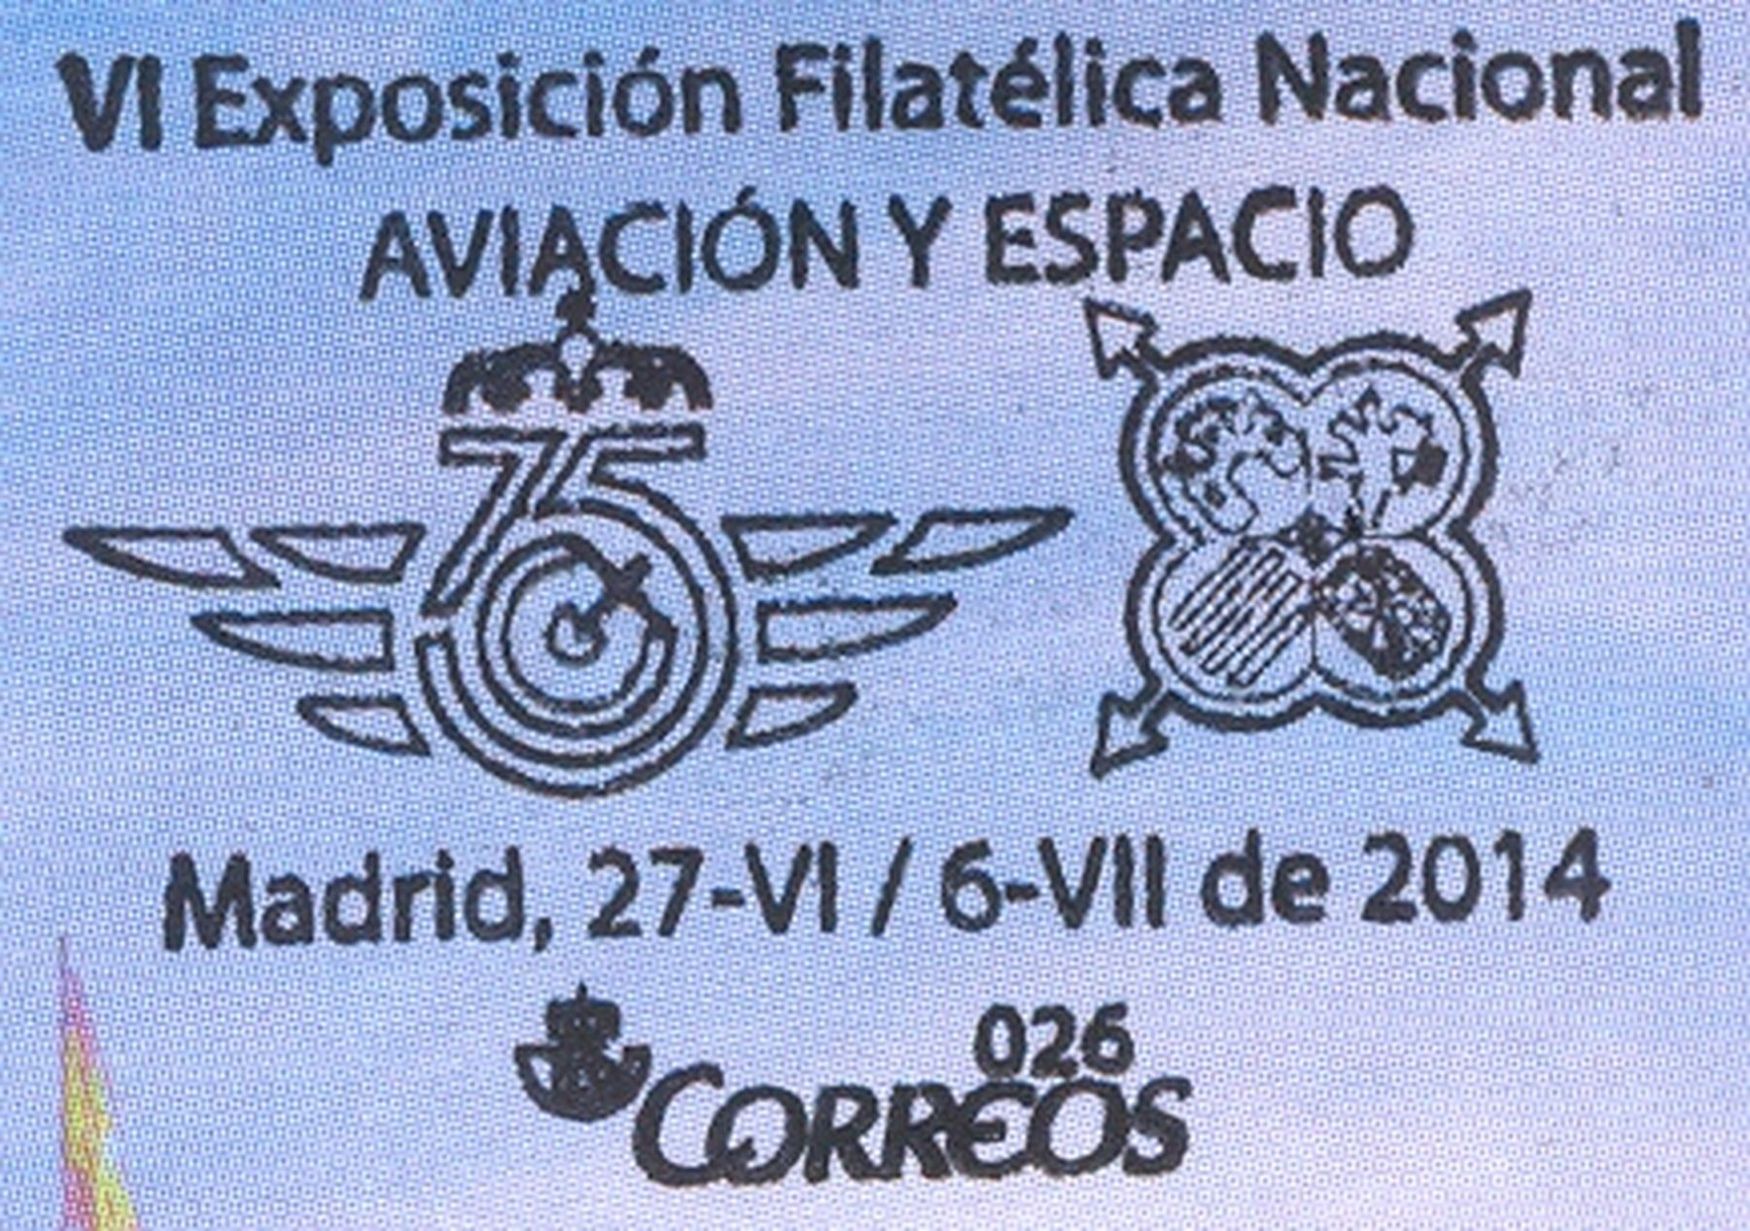 VI Exposición Filatélica Nacional
AVIACIÓN Y ESPACIO
75
Madrid, 27-VI / 6-VII de 2014
026
CORREOS